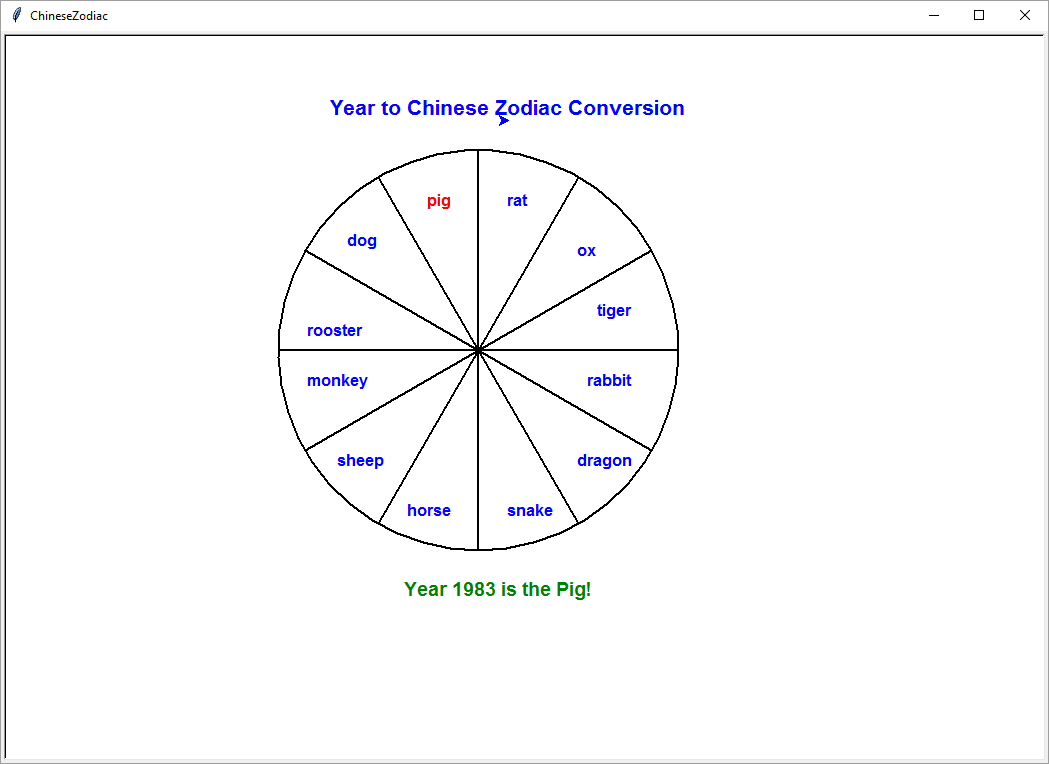 ChineseZodiac
Year to Chinese Zodiac Conversion
pig
rat
dog
ox
tiger
rooster
monkey
rabbit
sheep
dragon
horse
snake
Year 1983 is the Pig!